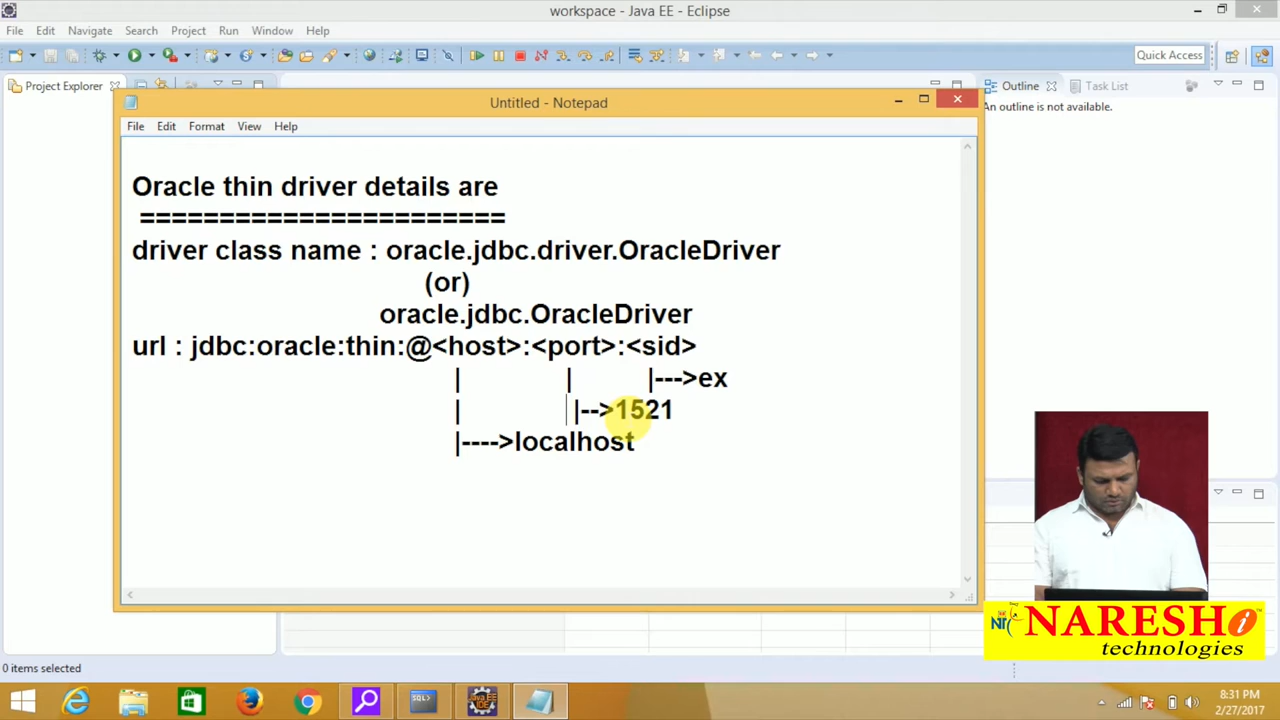 workspace - Java EE - Eclipse
File Edit Navigate Search Project Run Window Help
Quick Access
Project Explorer
Outline
Task List
An outline is not available.
Untitled - Notepad
File Edit Format View Help
Oracle thin driver details are
=======================
driver class name : oracle.jdbc.driver.OracleDriver
(or)
oracle.jdbc.OracleDriver
url : jdbc:oracle:thin:@<host>:<port>:<sid>
| | |--->ex
| |-->1521
|---->localhost
NARESH i
technologies
0 items selected
8:31 PM
2/27/2017